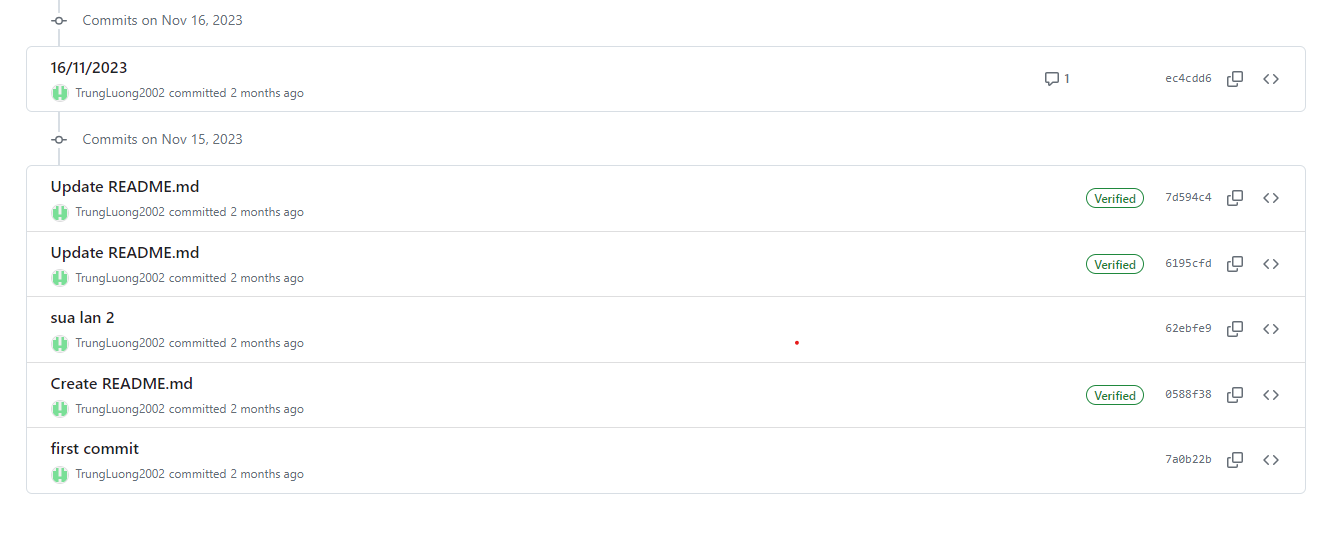 Commits on Nov 16, 2023
16/11/2023
1
ec4cdd6
TrungLuong2002 committed 2 months ago
Commits on Nov 15, 2023
Update README.md
Verified
7d594c4
TrungLuong2002 committed 2 months ago
Update README.md
Verified
6195cfd
TrungLuong2002 committed 2 months ago
sua lan 2
62ebfe9
TrungLuong2002 committed 2 months ago
Create README.md
Verified
0588f38
TrungLuong2002 committed 2 months ago
first commit
7a0b22b
TrungLuong2002 committed 2 months ago